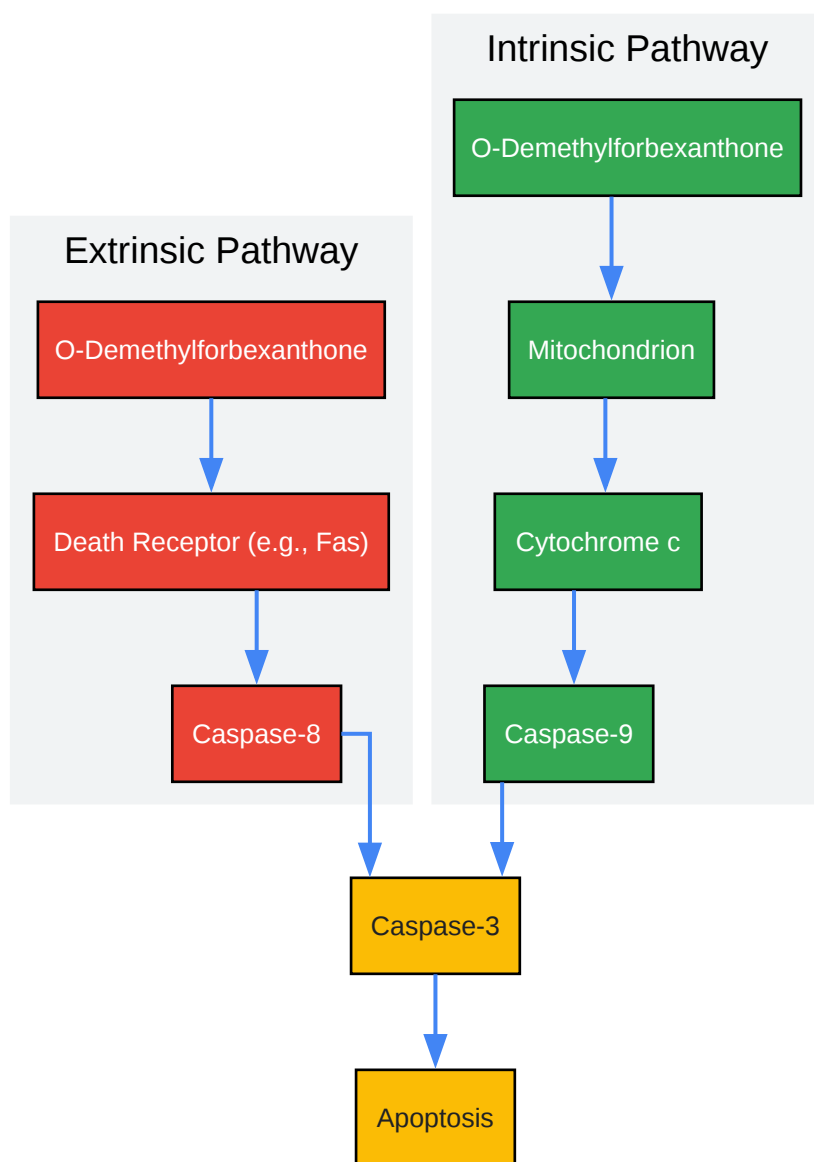 Extrinsic Pathway
O-Demethylforbexanthone
Death Receptor (e.g., Fas)
Caspase-8
Intrinsic Pathway
O-Demethylforbexanthone
Mitochondrion
Cytochrome c
Caspase-9
Caspase-3
Apoptosis